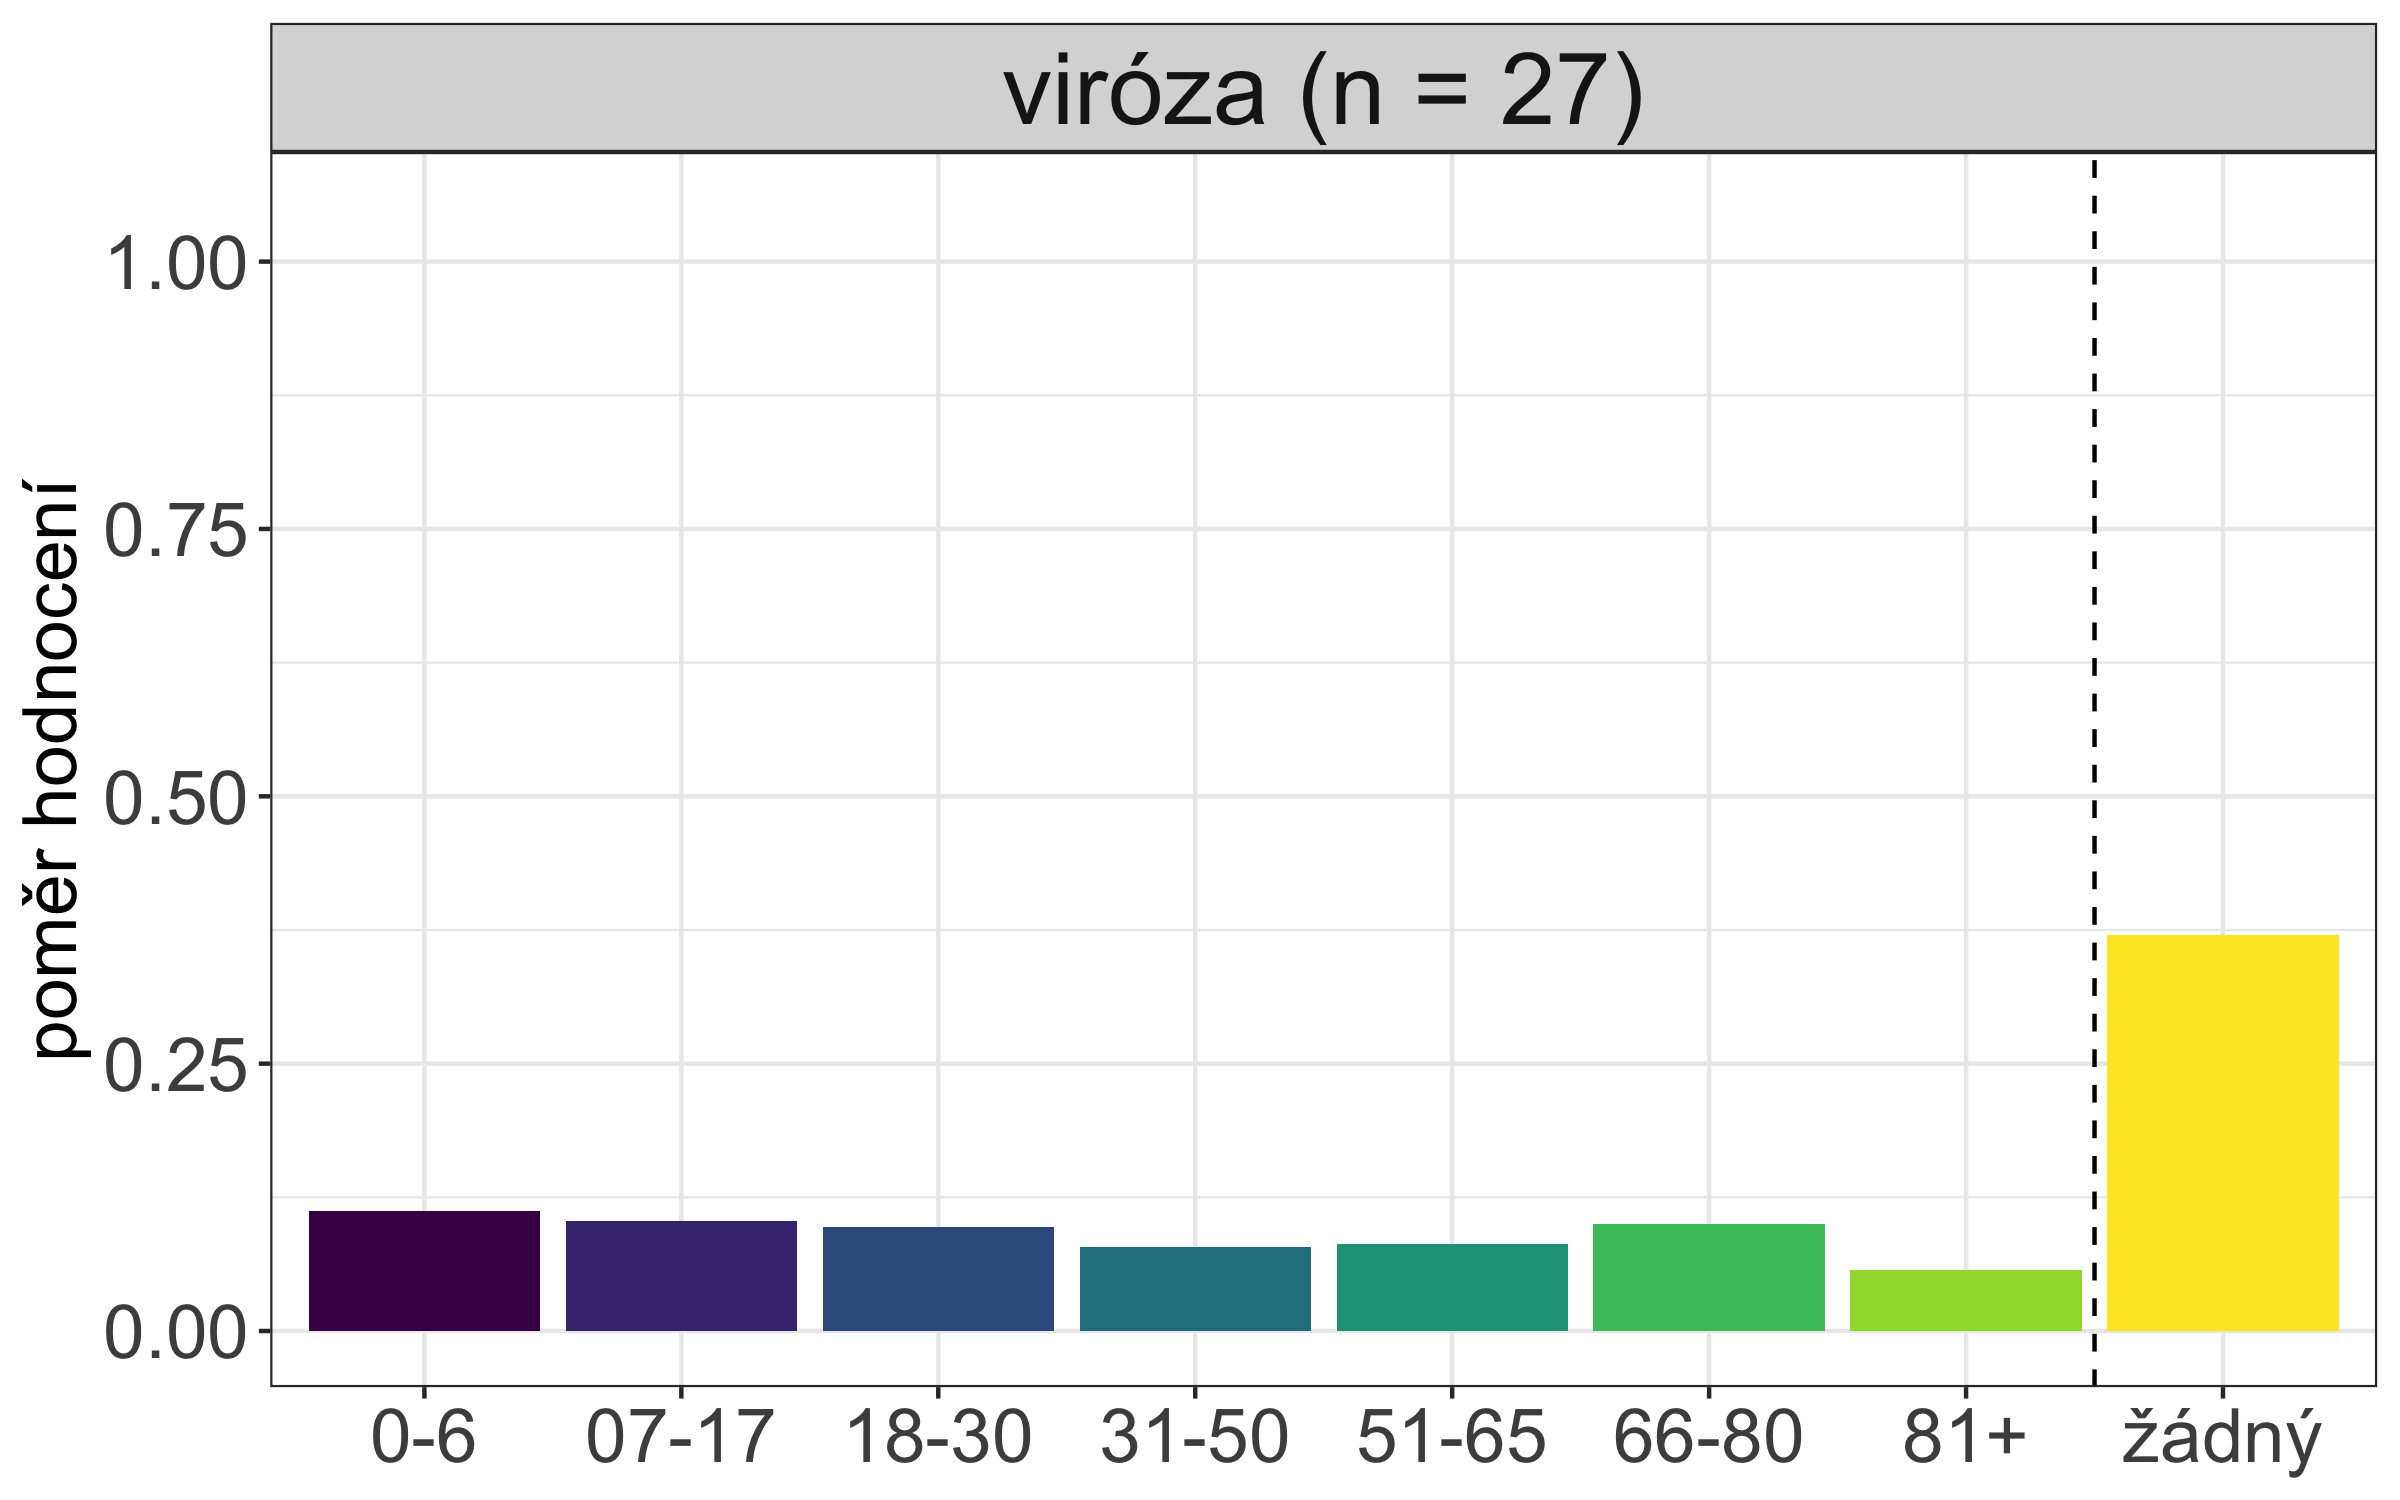 viróza (n = 27)
poměr hodnocení
1.00
0.75
0.50
0.25
0.00
0-6 07-17 18-30 31-50 51-65 66-80 81+ žádný